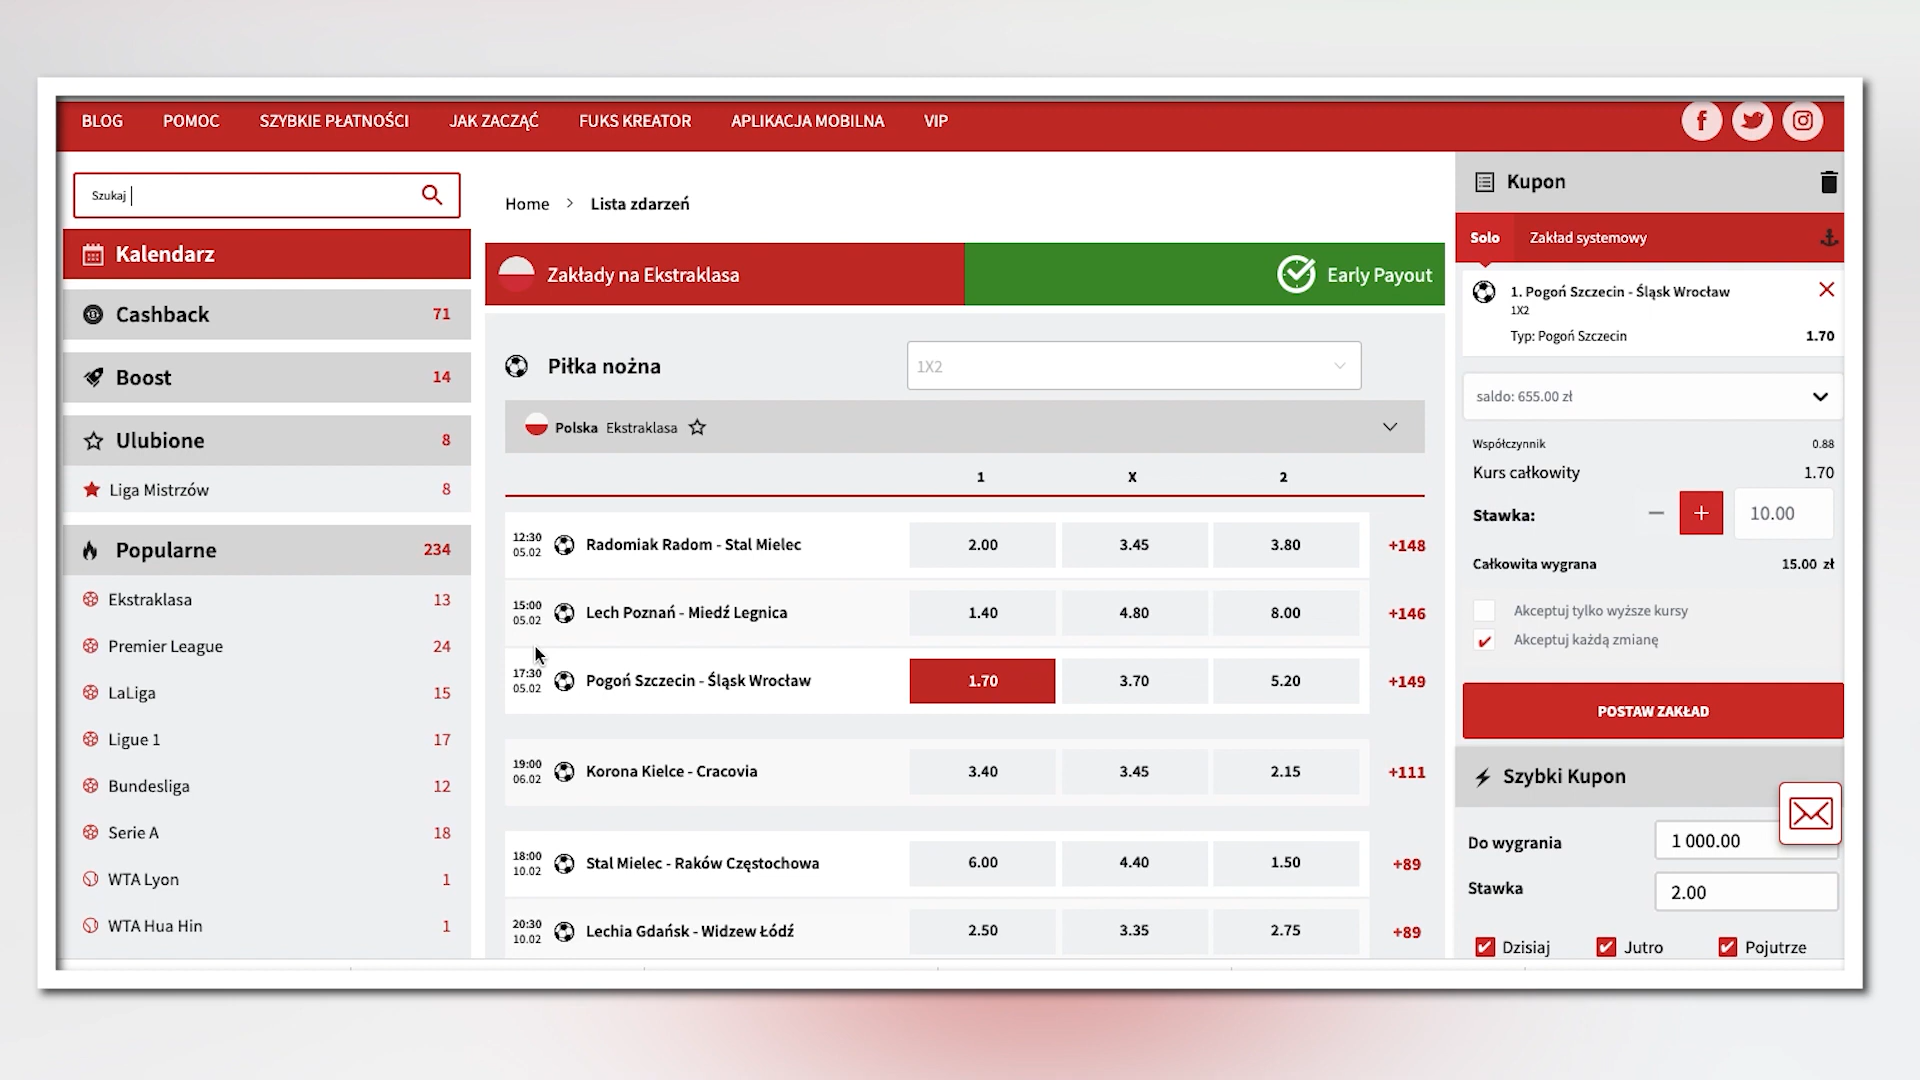 BLOG POMOC SZYBKIE PŁATNOŚCI JAK ZACZĄĆ FUKS KREATOR APLIKACJA MOBILNA VIP
Szukaj
Kalendarz
Cashback 71
Boost 14
Ulubione 8
Liga Mistrzów 8
Popularne 234
Ekstraklasa 13
Premier League 24
LaLiga 15
Ligue 1 17
Bundesliga 12
Serie A 18
WTA Lyon 1
WTA Hua Hin 1
Home > Lista zdarzeń
Zakłady na Ekstraklasa Early Payout
Piłka nożna 1X2
Polska Ekstraklasa
1 X 2
12:30 05.02 Radomiak Radom - Stal Mielec 2.00 3.45 3.80 +148
15:00 05.02 Lech Poznań - Miedź Legnica 1.40 4.80 8.00 +146
17:30 05.02 Pogoń Szczecin - Śląsk Wrocław 1.70 3.70 5.20 +149
19:00 06.02 Korona Kielce - Cracovia 3.40 3.45 2.15 +111
18:00 10.02 Stal Mielec - Raków Częstochowa 6.00 4.40 1.50 +89
20:30 10.02 Lechia Gdańsk - Widzew Łódź 2.50 3.35 2.75 +89
Kupon
Solo Zakład systemowy
1. Pogoń Szczecin - Śląsk Wrocław
1X2
Typ: Pogoń Szczecin 1.70
saldo: 655.00 zł
Współczynnik 0.88
Kurs całkowity 1.70
Stawka: − + 10.00
Całkowita wygrana 15.00 zł
Akceptuj tylko wyższe kursy
Akceptuj każdą zmianę
POSTAW ZAKŁAD
Szybki Kupon
Do wygrania 1 000.00
Stawka 2.00
Dzisiaj Jutro Pojutrze